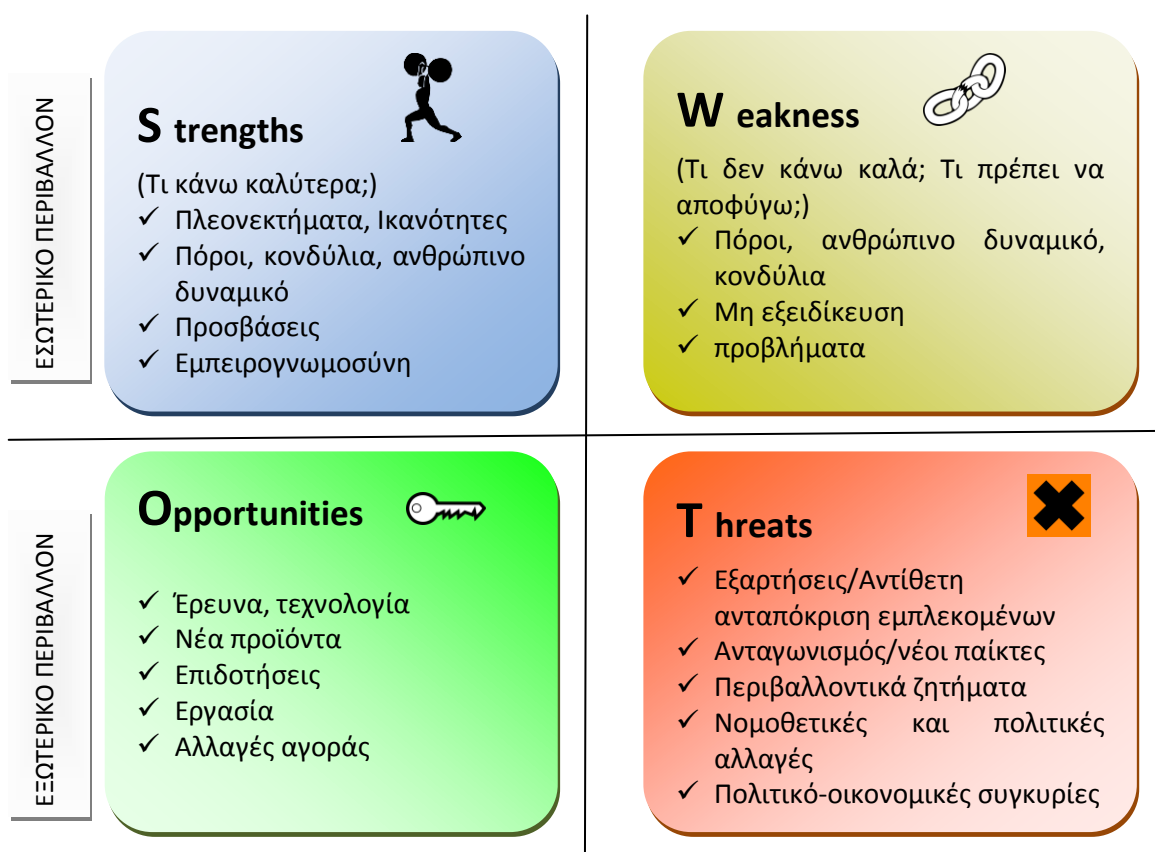 ΕΣΩΤΕΡΙΚΟ ΠΕΡΙΒΑΛΛΟΝ
S trengths
(Τι κάνω καλύτερα;)
✓ Πλεονεκτήματα, Ικανότητες
✓ Πόροι, κονδύλια, ανθρώπινο
δυναμικό
✓ Προσβάσεις
✓ Εμπειρογνωμοσύνη
W eakness
(Τι δεν κάνω καλά; Τι πρέπει να
αποφύγω;)
✓ Πόροι, ανθρώπινο δυναμικό,
κονδύλια
✓ Μη εξειδίκευση
✓ προβλήματα
ΕΞΩΤΕΡΙΚΟ ΠΕΡΙΒΑΛΛΟΝ
Opportunities
✓ Έρευνα, τεχνολογία
✓ Νέα προϊόντα
✓ Επιδοτήσεις
✓ Εργασία
✓ Αλλαγές αγοράς
T hreats
✓ Εξαρτήσεις/Αντίθετη
ανταπόκριση εμπλεκομένων
✓ Ανταγωνισμός/νέοι παίκτες
✓ Περιβαλλοντικά ζητήματα
✓ Νομοθετικές και πολιτικές
αλλαγές
✓ Πολιτικό-οικονομικές συγκυρίες